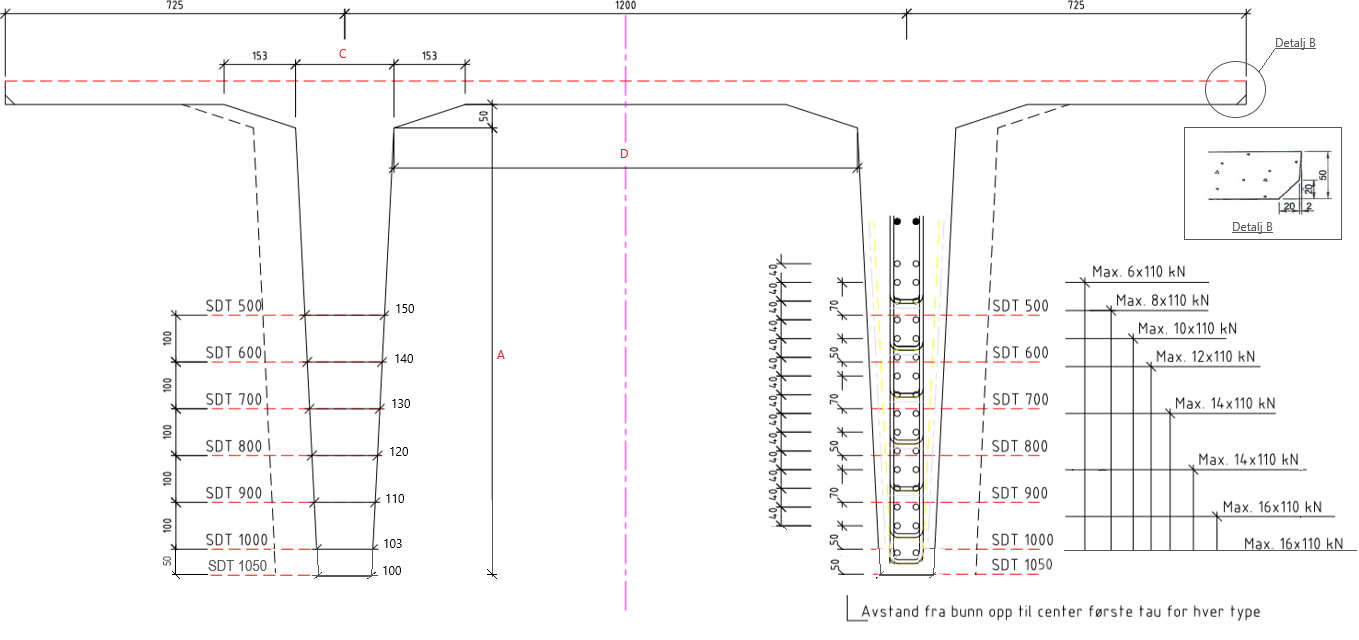 725
1200
725
153
C
153
Detalj B
50
D
50
20
20
2
Detalj B
A
SDT 500
150
100
SDT 600
140
100
SDT 700
130
100
SDT 800
120
100
SDT 900
110
100
SDT 1000
103
50
SDT 1050
100
40
40
40
40
40
40
40
40
40
40
40
40
40
40
70
50
70
50
70
50
50
SDT 500
SDT 600
SDT 700
SDT 800
SDT 900
SDT 1000
SDT 1050
Max. 6x110 kN
Max. 8x110 kN
Max. 10x110 kN
Max. 12x110 kN
Max. 14x110 kN
Max. 14x110 kN
Max. 16x110 kN
Max. 16x110 kN
Avstand fra bunn opp til center første tau for hver type